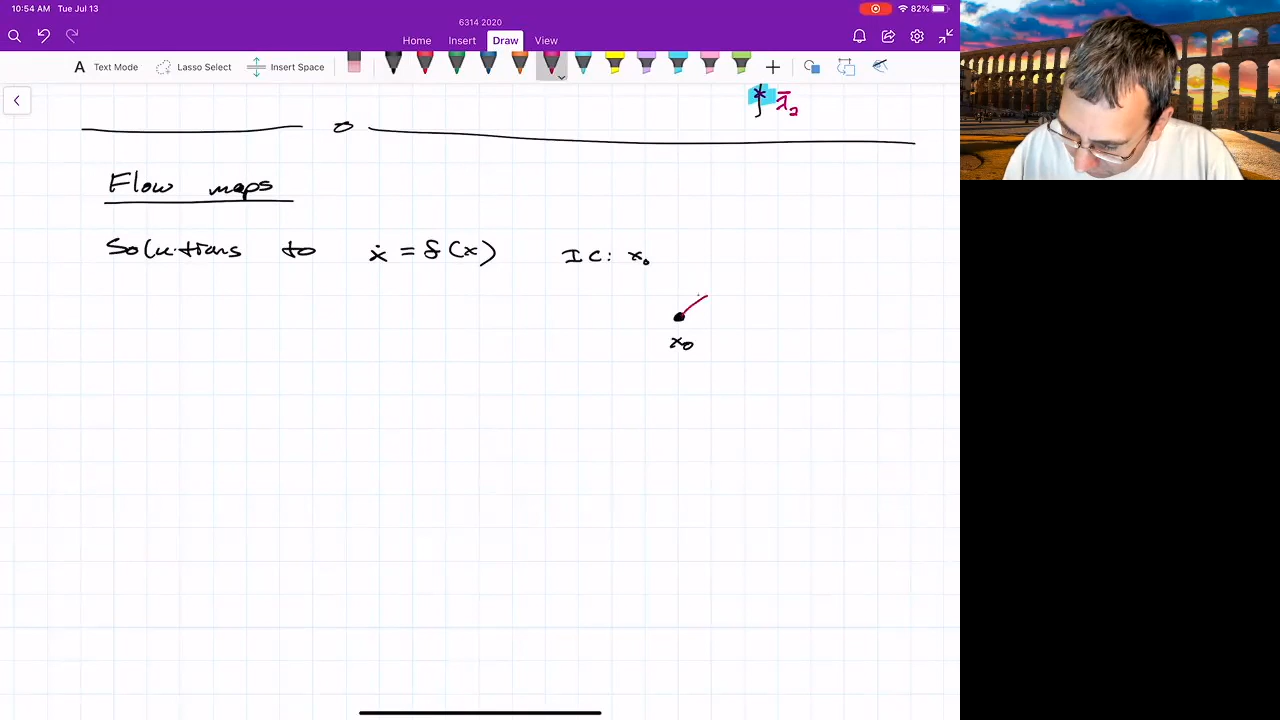 10:54 AM Tue Jul 13
82%
6314 2020
Home Insert Draw View
A Text Mode Lasso Select Insert Space
λ̄₂
Flow maps
Solutions to ẋ = f(x) IC: x₀
x₀